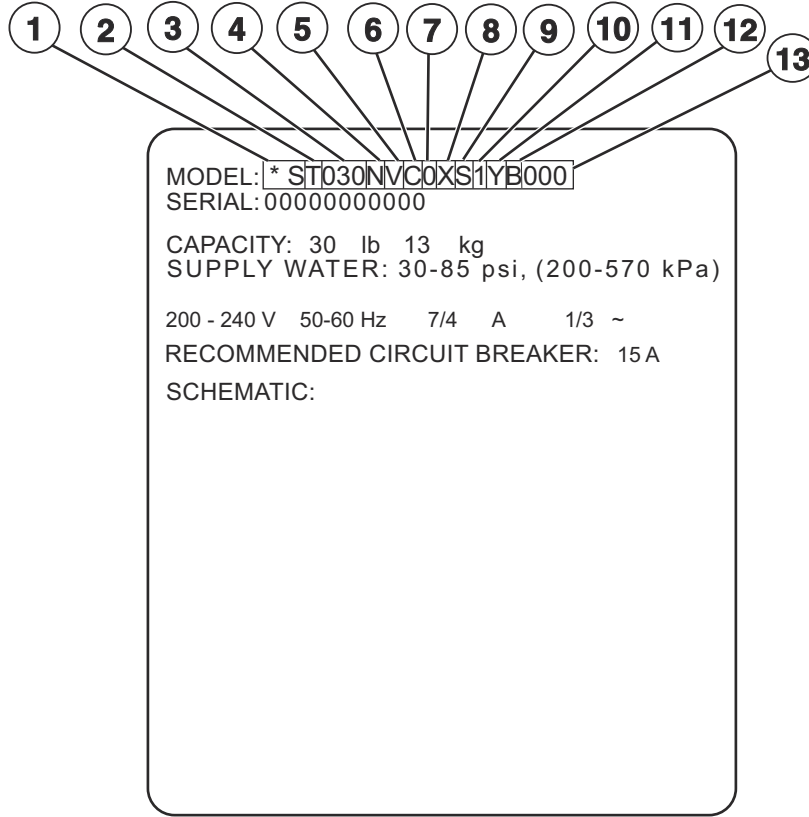 1 2 3 4 5 6 7 8 9 10 11 12 13
MODEL: * ST030NVC0XS1YB000
SERIAL: 00000000000
CAPACITY: 30 lb 13 kg
SUPPLY WATER: 30-85 psi, (200-570 kPa)
200 - 240 V 50-60 Hz 7/4 A 1/3 ~
RECOMMENDED CIRCUIT BREAKER: 15 A
SCHEMATIC: